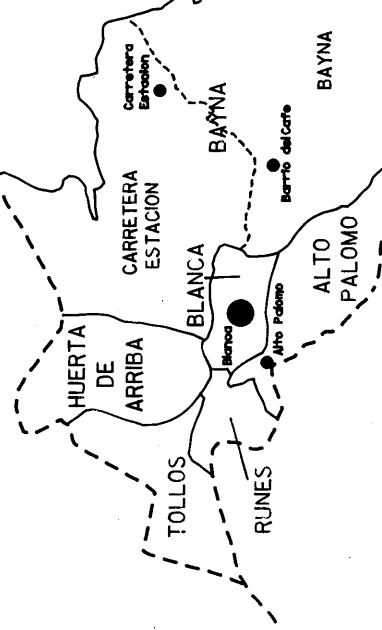 HUERTA
DE
ARRIBA
TOLLOS
RUNES
CARRETERA
ESTACION
Carretera
Estacion
BLANCA
Blanca
Alto Palomo
ALTO
PALOMO
BAYNA
Barrio del Cafe
BAYNA